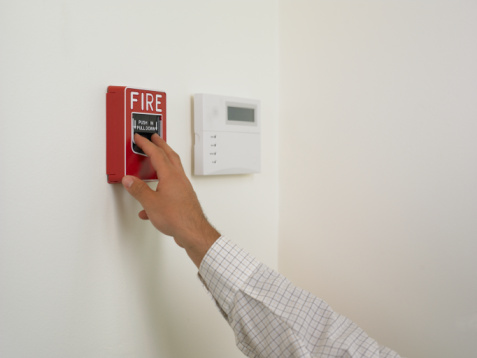 FIRE
PUSH IN
PULL DOWN